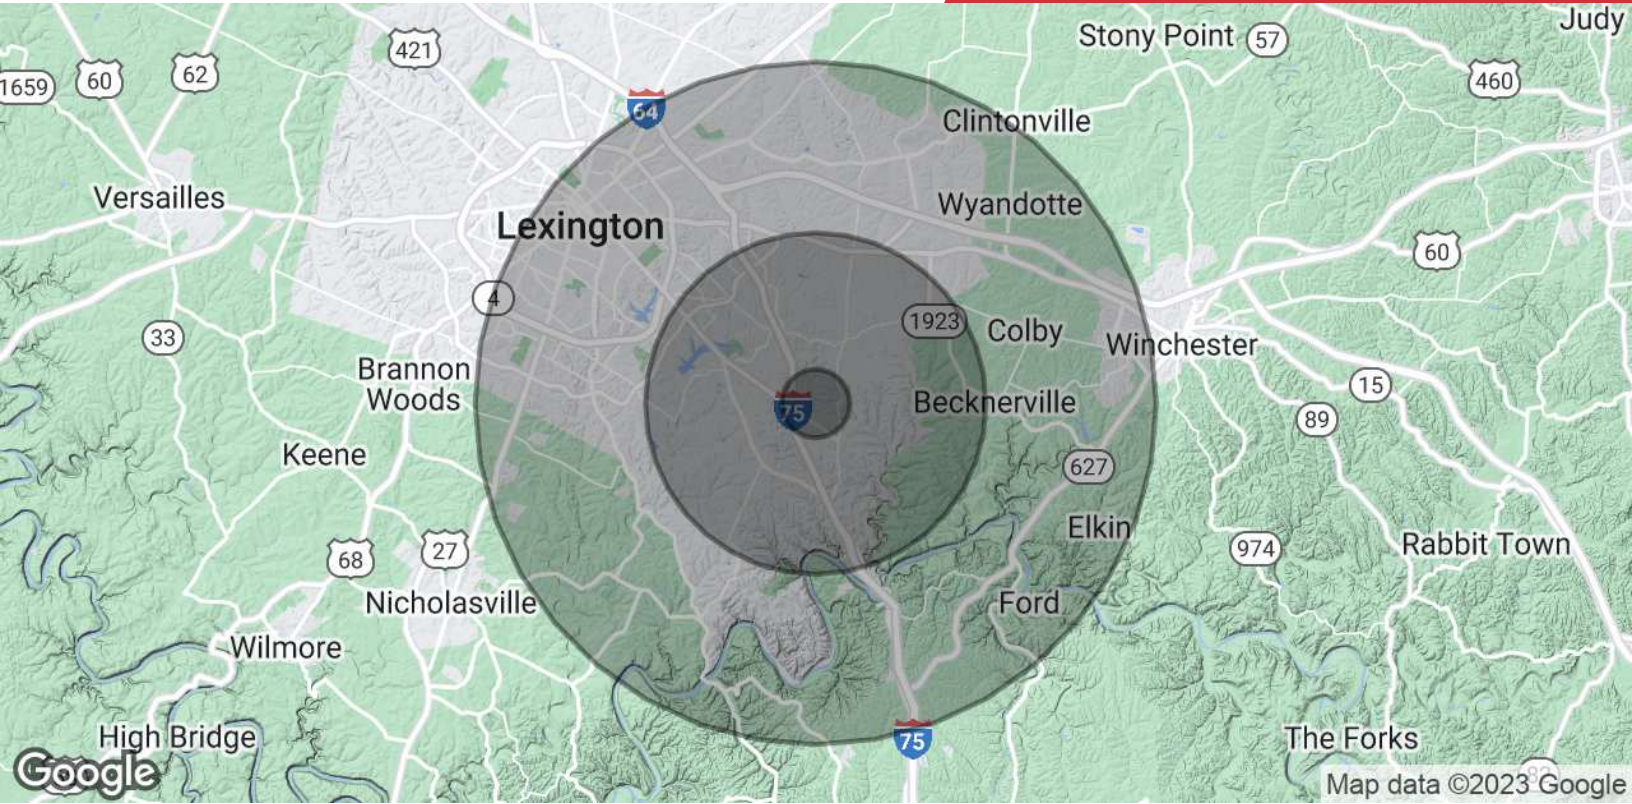 Judy
Stony Point
57
421
460
60
62
1659
64
Clintonville
Versailles
Wyandotte
Lexington
60
4
1923
Colby
33
Winchester
Brannon
Woods
15
Becknerville
75
89
Keene
627
Elkin
974
Rabbit Town
27
68
Nicholasville
Ford
Wilmore
High Bridge
75
The Forks
Google
Map data ©2023 Google